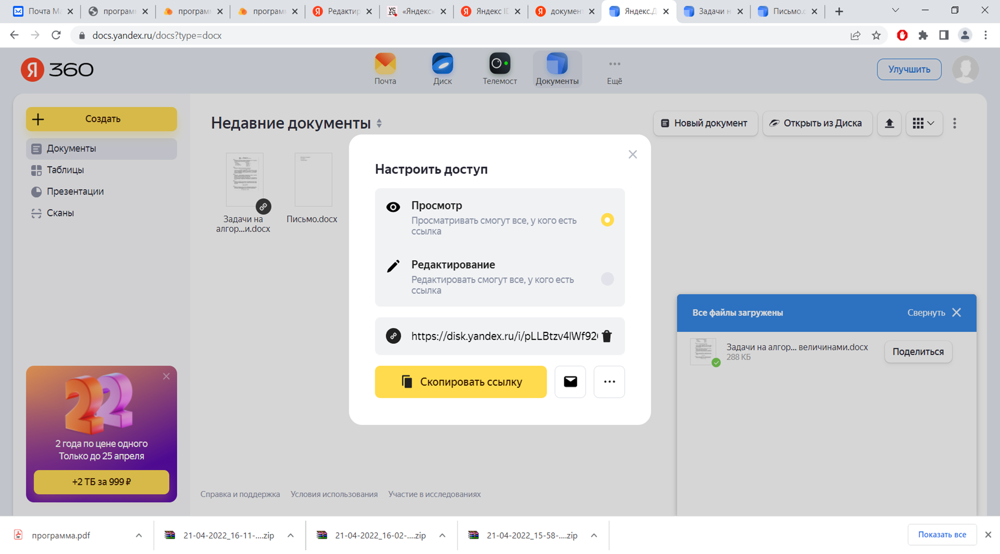 Почта Ма
програм
програм
програм
Редактир
«Яндекс»
Яндекс ID
документ
Яндекс.Д
Задачи н
Письмо.d
docs.yandex.ru/docs?type=docx
Я 360
Почта
Диск
Телемост
Документы
Ещё
Улучшить
Создать
Документы
Таблицы
Презентации
Сканы
Недавние документы
Новый документ
Открыть из Диска
Задачи на
алгор...и.docx
Письмо.docx
Настроить доступ
Просмотр
Просматривать смогут все, у кого есть
ссылка
Редактирование
Редактировать смогут все, у кого есть
ссылка
https://disk.yandex.ru/i/pLLBtzv4lWf92
Скопировать ссылку
Все файлы загружены
Свернуть
Задачи на алгор... величинами.docx
288 КБ
Поделиться
22
2 года по цене одного
Только до 25 апреля
+2 ТБ за 999 ₽
Справка и поддержка
Условия использования
Участие в исследованиях
программа.pdf
21-04-2022_16-11-....zip
21-04-2022_16-02-....zip
21-04-2022_15-58-....zip
Показать все